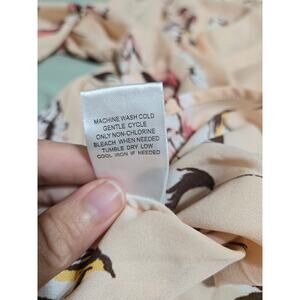 MACHINE WASH COLD
GENTLE CYCLE
ONLY NON-CHLORINE
BLEACH WHEN NEEDED
TUMBLE DRY LOW
COOL IRON IF NEEDED